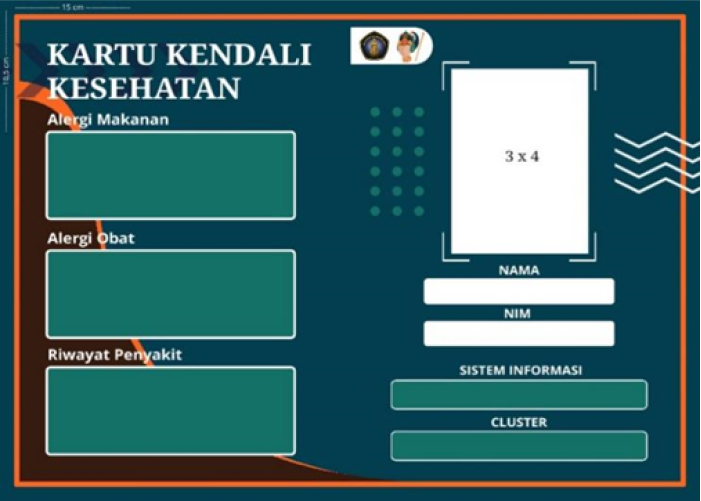 15 cm
10,5 cm
KARTU KENDALI
KESEHATAN
Alergi Makanan
Alergi Obat
Riwayat Penyakit
3 x 4
NAMA
NIM
SISTEM INFORMASI
CLUSTER